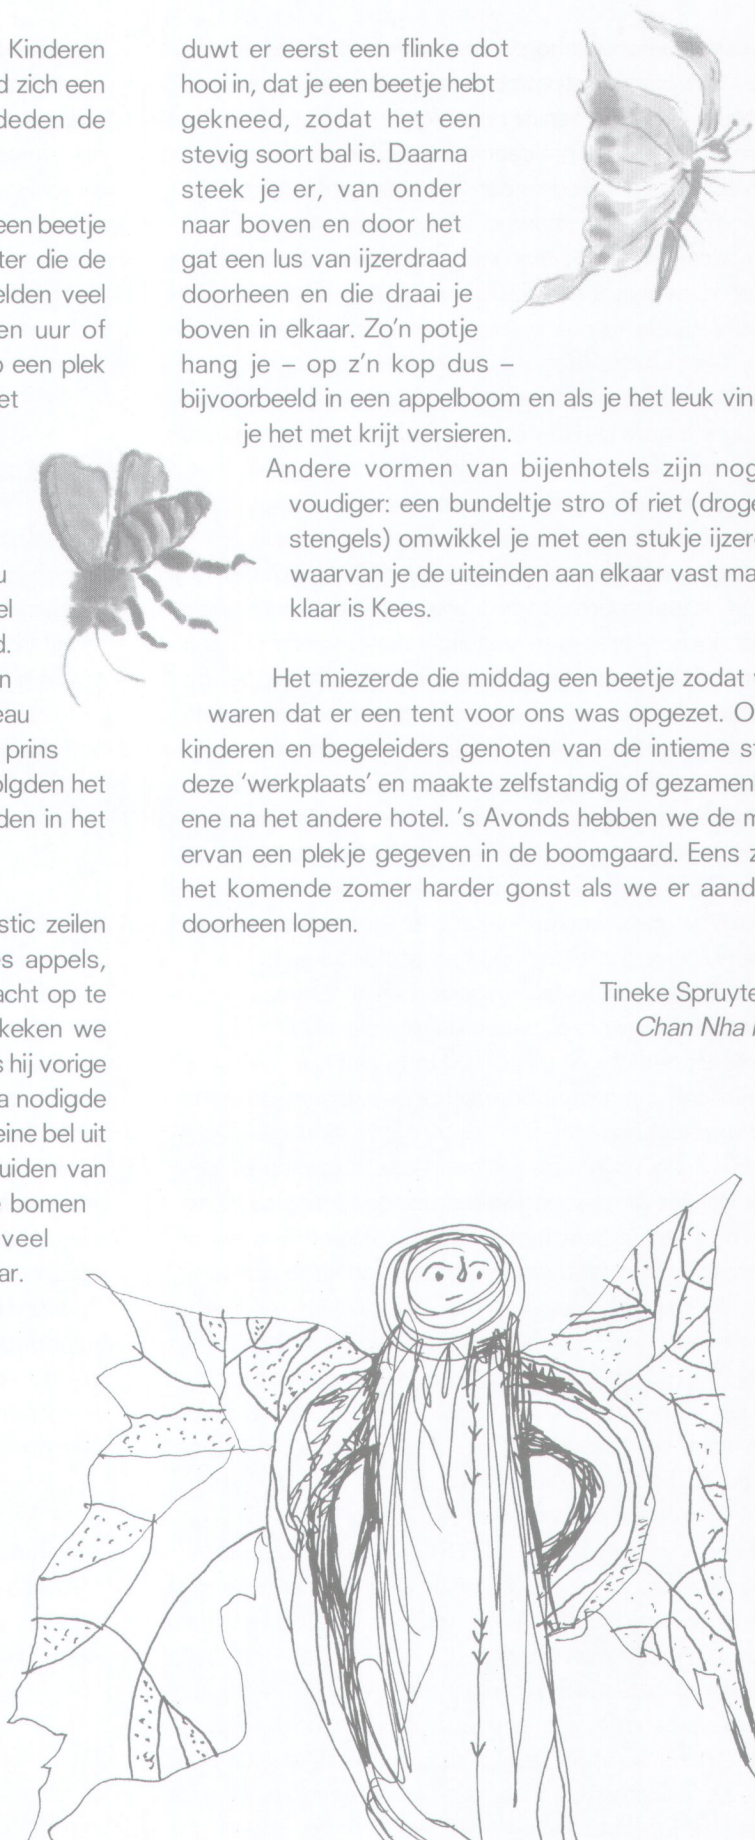 Kinderen
d zich een
deden de
een beetje
ter die de
elden veel
en uur of
een plek
et
u
el
d.
n
eau
prins
olgden het
den in het
stic zeilen
s appels,
acht op te
keken we
s hij vorige
a nodigde
eine bel uit
uiden van
bomen
veel
ar.
duwt er eerst een flinke dot
hooi in, dat je een beetje hebt
gekneed, zodat het een
stevig soort bal is. Daarna
steek je er, van onder
naar boven en door het
gat een lus van ijzerdraad
doorheen en die draai je
boven in elkaar. Zo’n potje
hang je – op z’n kop dus –
bijvoorbeeld in een appelboom en als je het leuk vin
je het met krijt versieren.
Andere vormen van bijenhotels zijn nog
voudiger: een bundeltje stro of riet (droge
stengels) omwikkel je met een stukje ijzer
waarvan je de uiteinden aan elkaar vast ma
klaar is Kees.
Het miezerde die middag een beetje zodat
waren dat er een tent voor ons was opgezet. O
kinderen en begeleiders genoten van de intieme s
deze ‘werkplaats’ en maakte zelfstandig of gezamen
ene na het andere hotel. ’s Avonds hebben we de m
ervan een plekje gegeven in de boomgaard. Eens z
het komende zomer harder gonst als we er aand
doorheen lopen.
Tineke Spruyte
Chan Nha